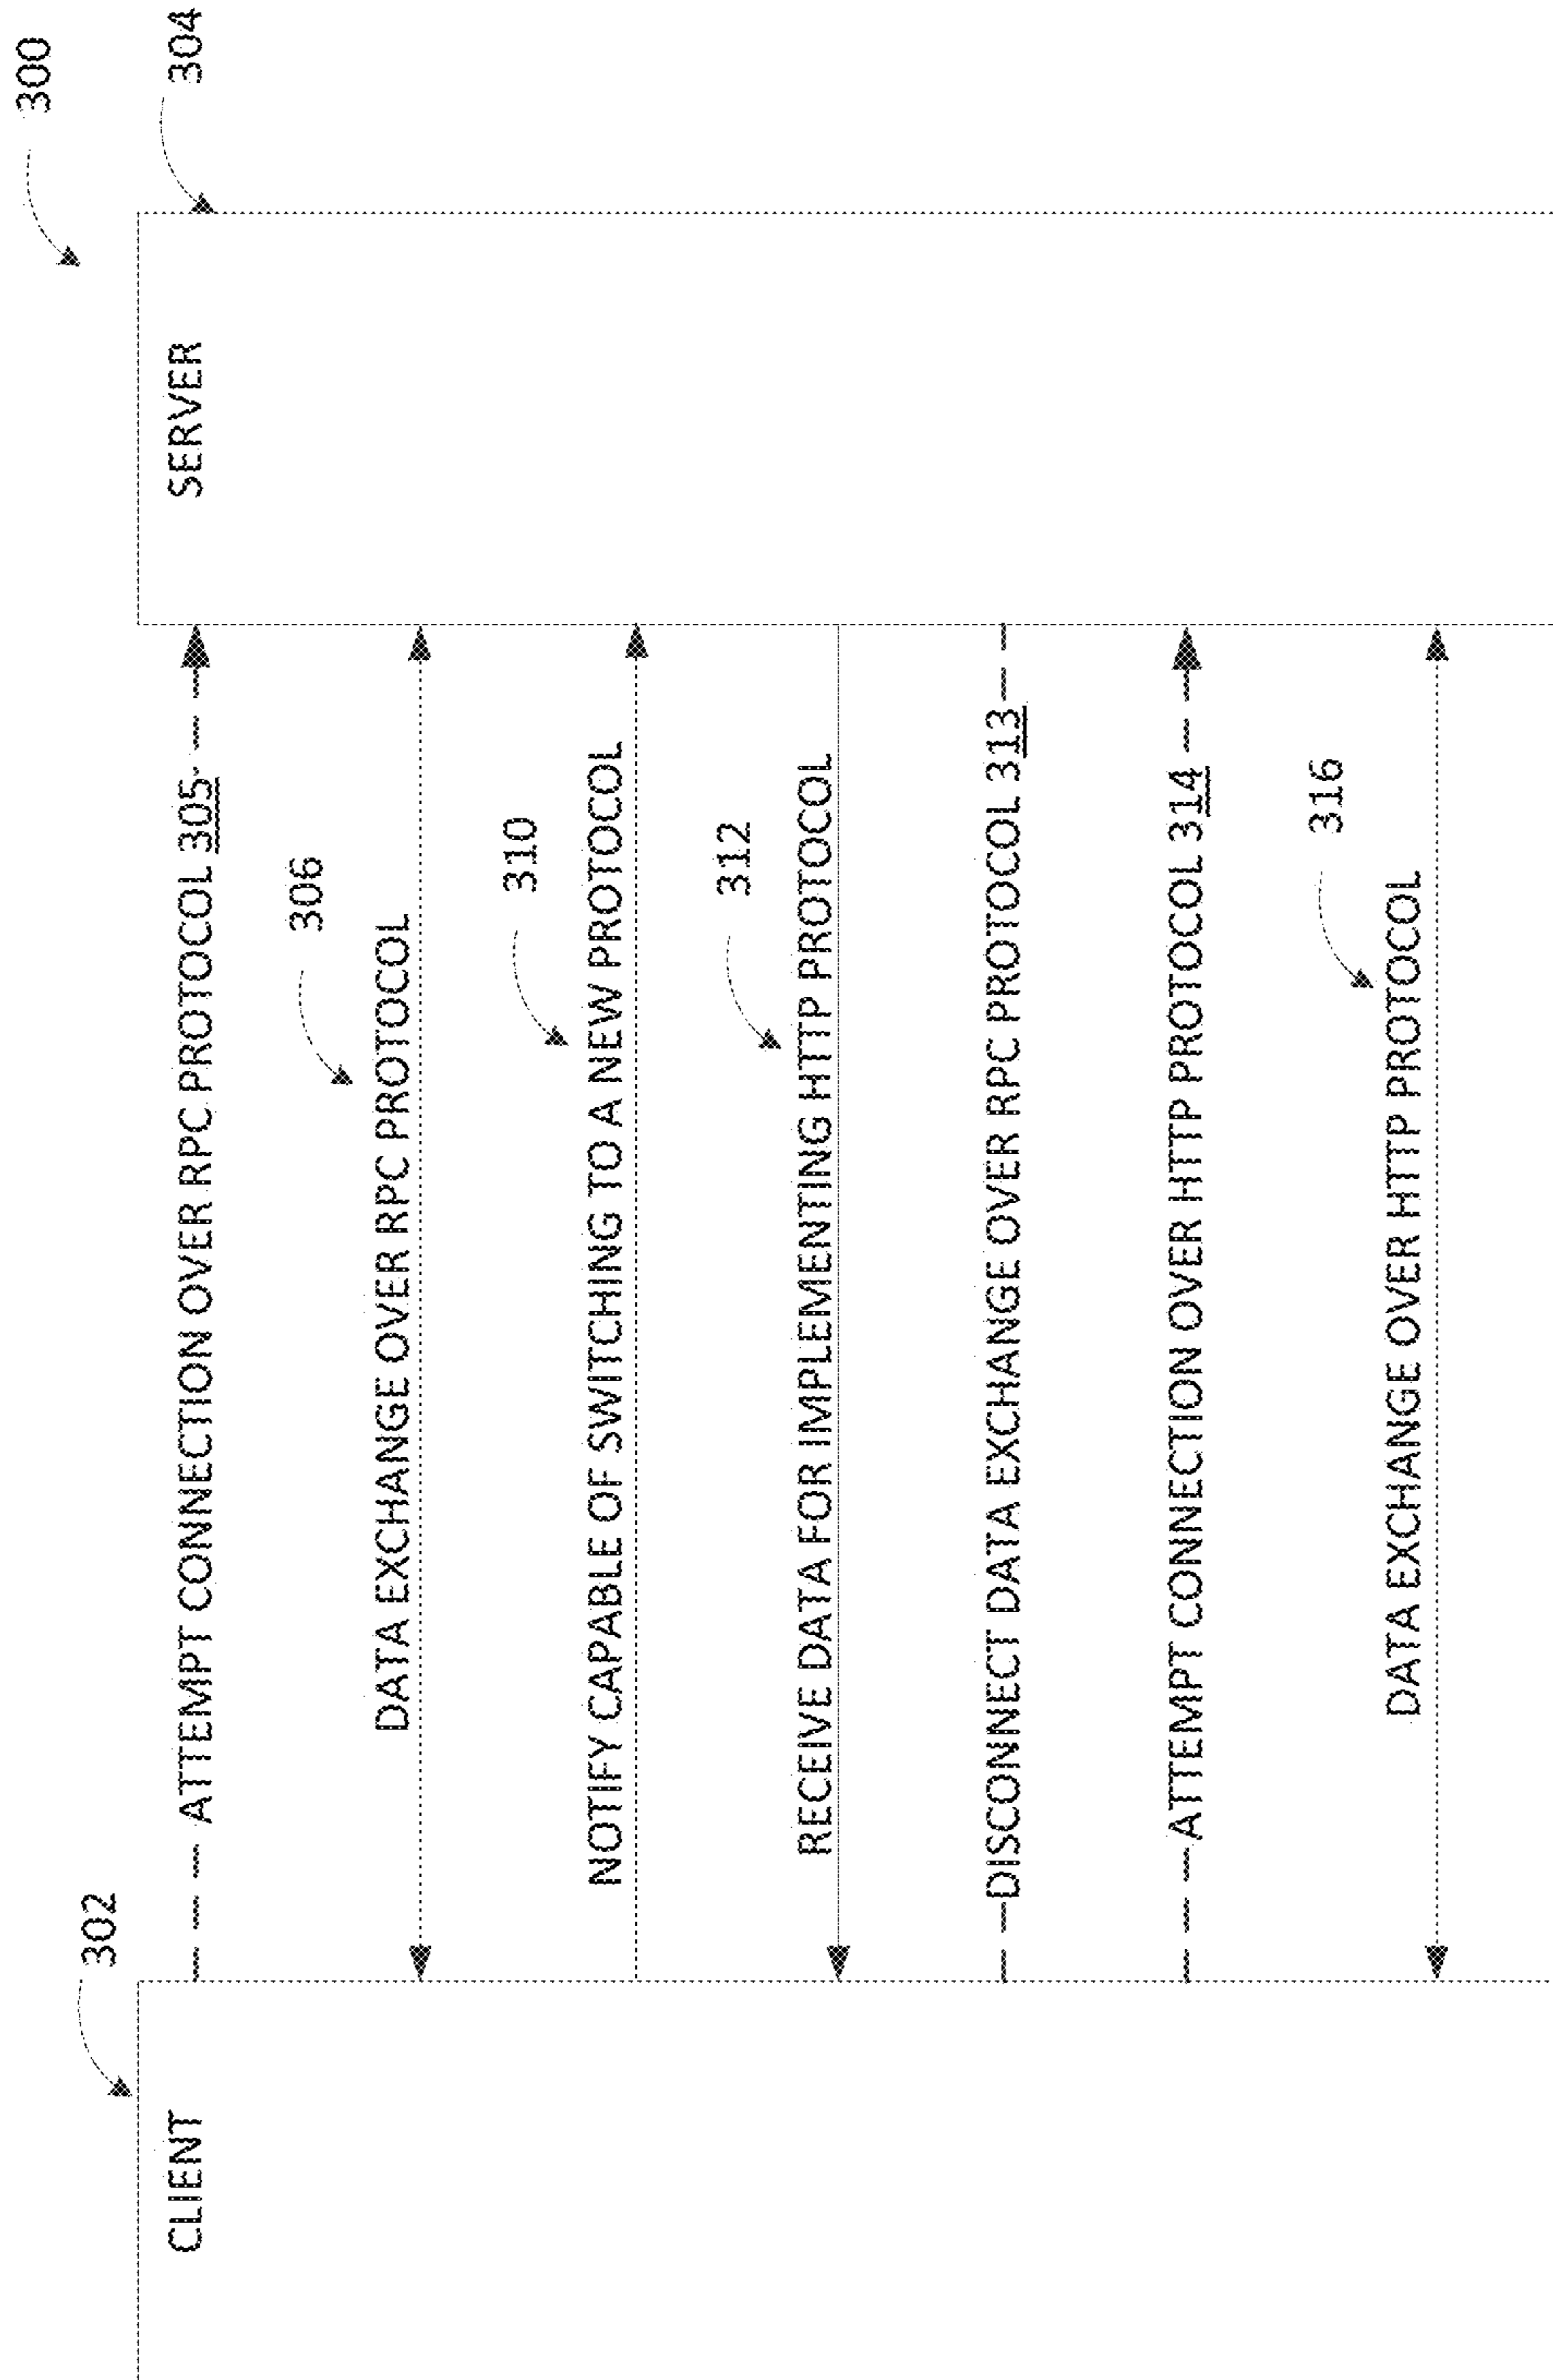 300
302
304
CLIENT
SERVER
ATTEMPT CONNECTION OVER RPC PROTOCOL 305
306
DATA EXCHANGE OVER RPC PROTOCOL
310
NOTIFY CAPABLE OF SWITCHING TO A NEW PROTOCOL
312
RECEIVE DATA FOR IMPLEMENTING HTTP PROTOCOL
DISCONNECT DATA EXCHANGE OVER RPC PROTOCOL 313
ATTEMPT CONNECTION OVER HTTP PROTOCOL 314
316
DATA EXCHANGE OVER HTTP PROTOCOL